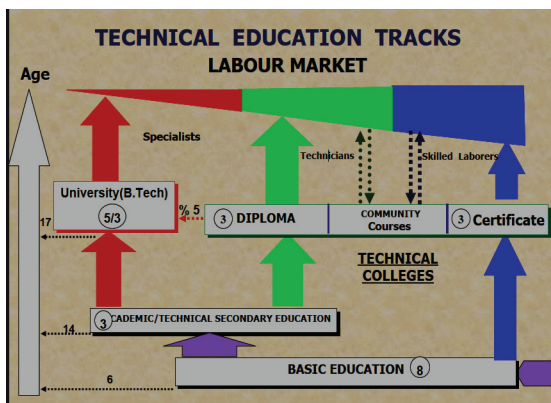 TECHNICAL EDUCATION TRACKS
LABOUR MARKET
Age
Specialists
Technicians
Skilled Laborers
University(B.Tech)
5/3
% 5
3 DIPLOMA
COMMUNITY
Courses
3 Certificate
17
TECHNICAL
COLLEGES
3 CADEMIC/TECHNICAL SECONDARY EDUCATION
14
BASIC EDUCATION 8
6